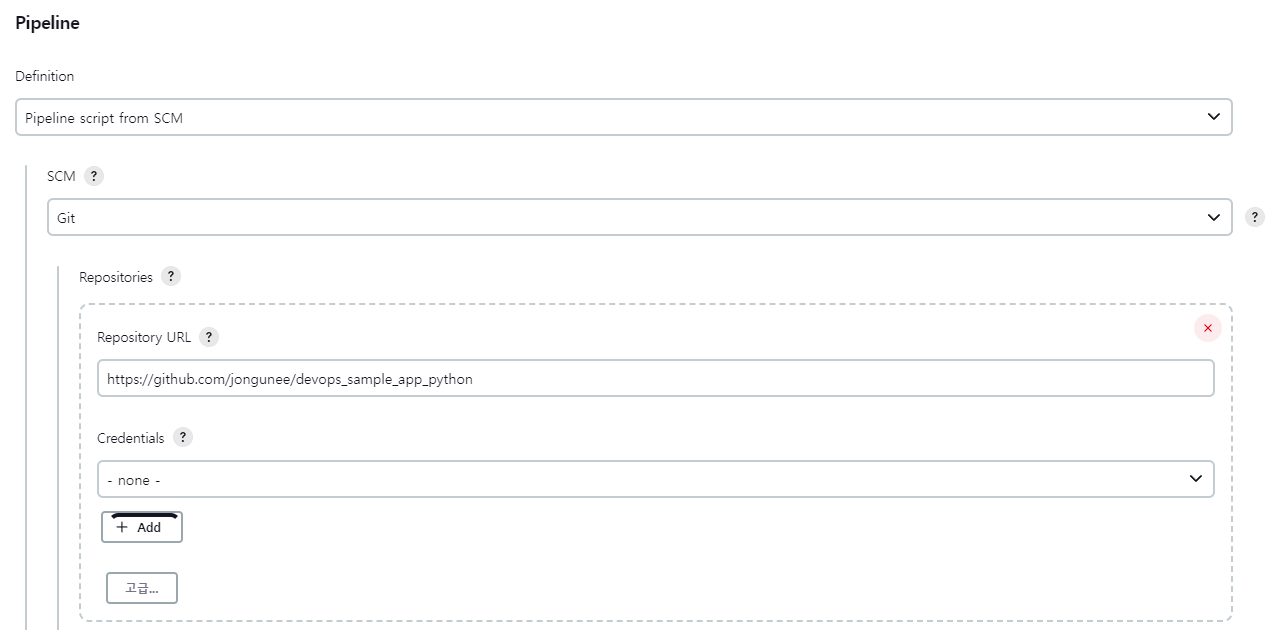 Pipeline
Definition
Pipeline script from SCM
SCM ?
Git
?
Repositories ?
Repository URL ?
https://github.com/jongunee/devops_sample_app_python
Credentials ?
- none -
+ Add
고급...